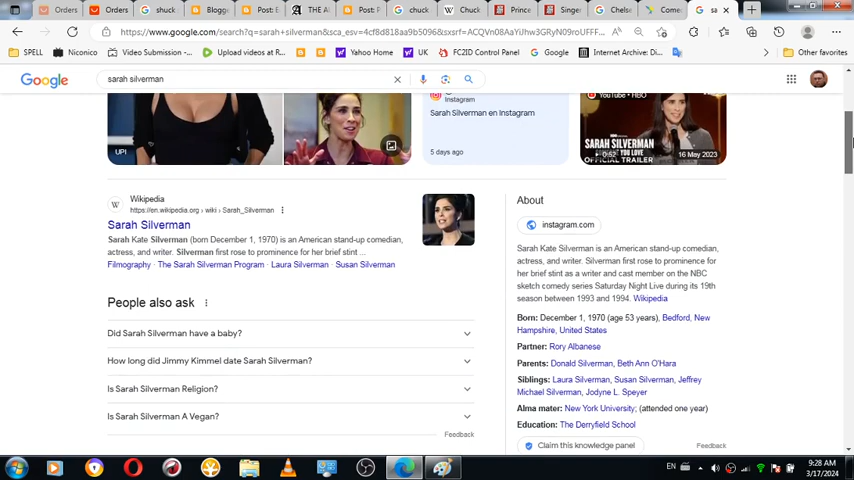 Orders
Orders
shuck
Blogge
Post: E
THE A
Post: P
chuck
Chuck
Prince
Singer
Chelse
Come
sa
https://www.google.com/search?q=sarah+silverman&sca_esv=4cf8d818aa9b5096&sxsrf=ACQVn08AaYiJhw3GRyN09roUFFF...
SPELL
Niconico
Video Submission -...
Upload videos at R...
Yahoo Home
UK
FC2ID Control Panel
Google
Internet Archive: Di...
Other favorites
Google
sarah silverman
UPI
Instagram
Sarah Silverman en Instagram
5 days ago
YouTube • HBO
SARAH SILVERMAN
OFFICIAL TRAILER
0:52
16 May 2023
Wikipedia
https://en.wikipedia.org › wiki › Sarah_Silverman
Sarah Silverman
Sarah Kate Silverman (born December 1, 1970) is an American stand-up comedian,
actress, and writer. Silverman first rose to prominence for her brief stint ...
Filmography · The Sarah Silverman Program · Laura Silverman · Susan Silverman
People also ask
Did Sarah Silverman have a baby?
How long did Jimmy Kimmel date Sarah Silverman?
Is Sarah Silverman Religion?
Is Sarah Silverman A Vegan?
Feedback
About
instagram.com
Sarah Kate Silverman is an American stand-up comedian,
actress, and writer. Silverman first rose to prominence for
her brief stint as a writer and cast member on the NBC
sketch comedy series Saturday Night Live during its 19th
season between 1993 and 1994. Wikipedia
Born: December 1, 1970 (age 53 years), Bedford, New
Hampshire, United States
Partner: Rory Albanese
Parents: Donald Silverman, Beth Ann O'Hara
Siblings: Laura Silverman, Susan Silverman, Jeffrey
Michael Silverman, Jodyne L. Speyer
Alma mater: New York University; (attended one year)
Education: The Derryfield School
Claim this knowledge panel
Feedback
EN
9:28 AM
3/17/2024